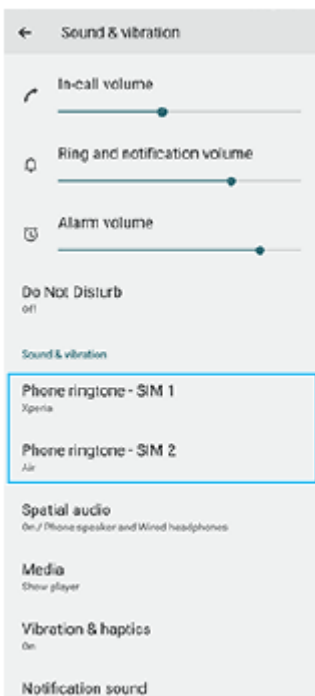 Sound & vibration
In-call volume
Ring and notification volume
Alarm volume
Do Not Disturb
Off
Sound & vibration
Phone ringtone - SIM 1
Xperia
Phone ringtone - SIM 2
Air
Spatial audio
On / Phone speaker and Wired headphones
Media
Show player
Vibration & haptics
On
Notification sound